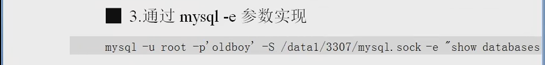 ■ 3.通过 mysql -e 参数实现
mysql -u root -p'oldboy' -S /data1/3307/mysql.sock -e "show databases